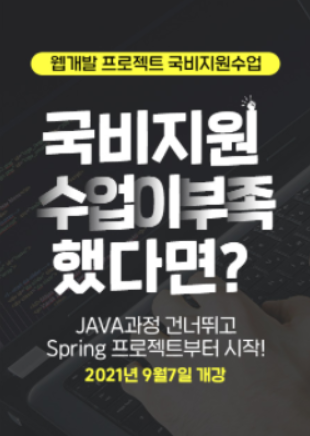 웹개발 프로젝트 국비지원수업
국비지원
수업이부족
했다면?
JAVA과정 건너뛰고
Spring 프로젝트부터 시작!
2021년 9월7일 개강